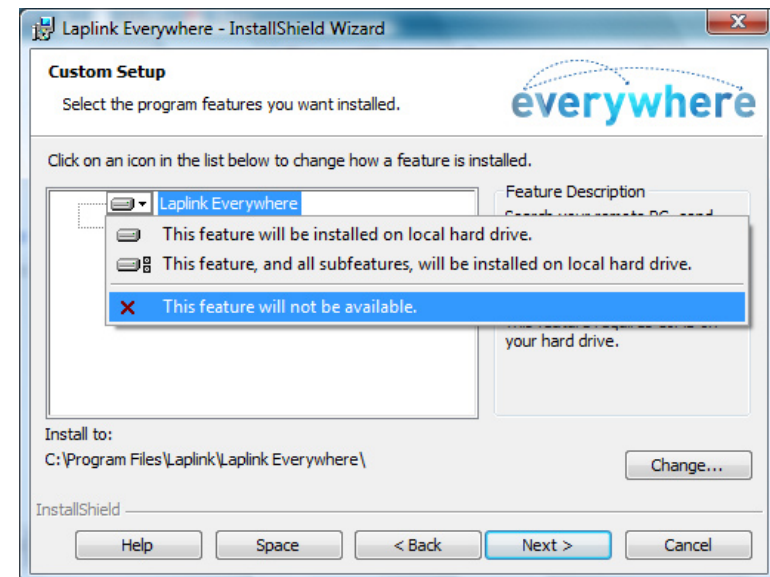 Laplink Everywhere - InstallShield Wizard
Custom Setup
Select the program features you want installed.
everywhere
Click on an icon in the list below to change how a feature is installed.
Laplink Everywhere
Feature Description
This feature will be installed on local hard drive.
This feature, and all subfeatures, will be installed on local hard drive.
This feature will not be available.
your hard drive.
Install to:
C:\Program Files\Laplink\Laplink Everywhere\
Change...
InstallShield
Help
Space
< Back
Next >
Cancel